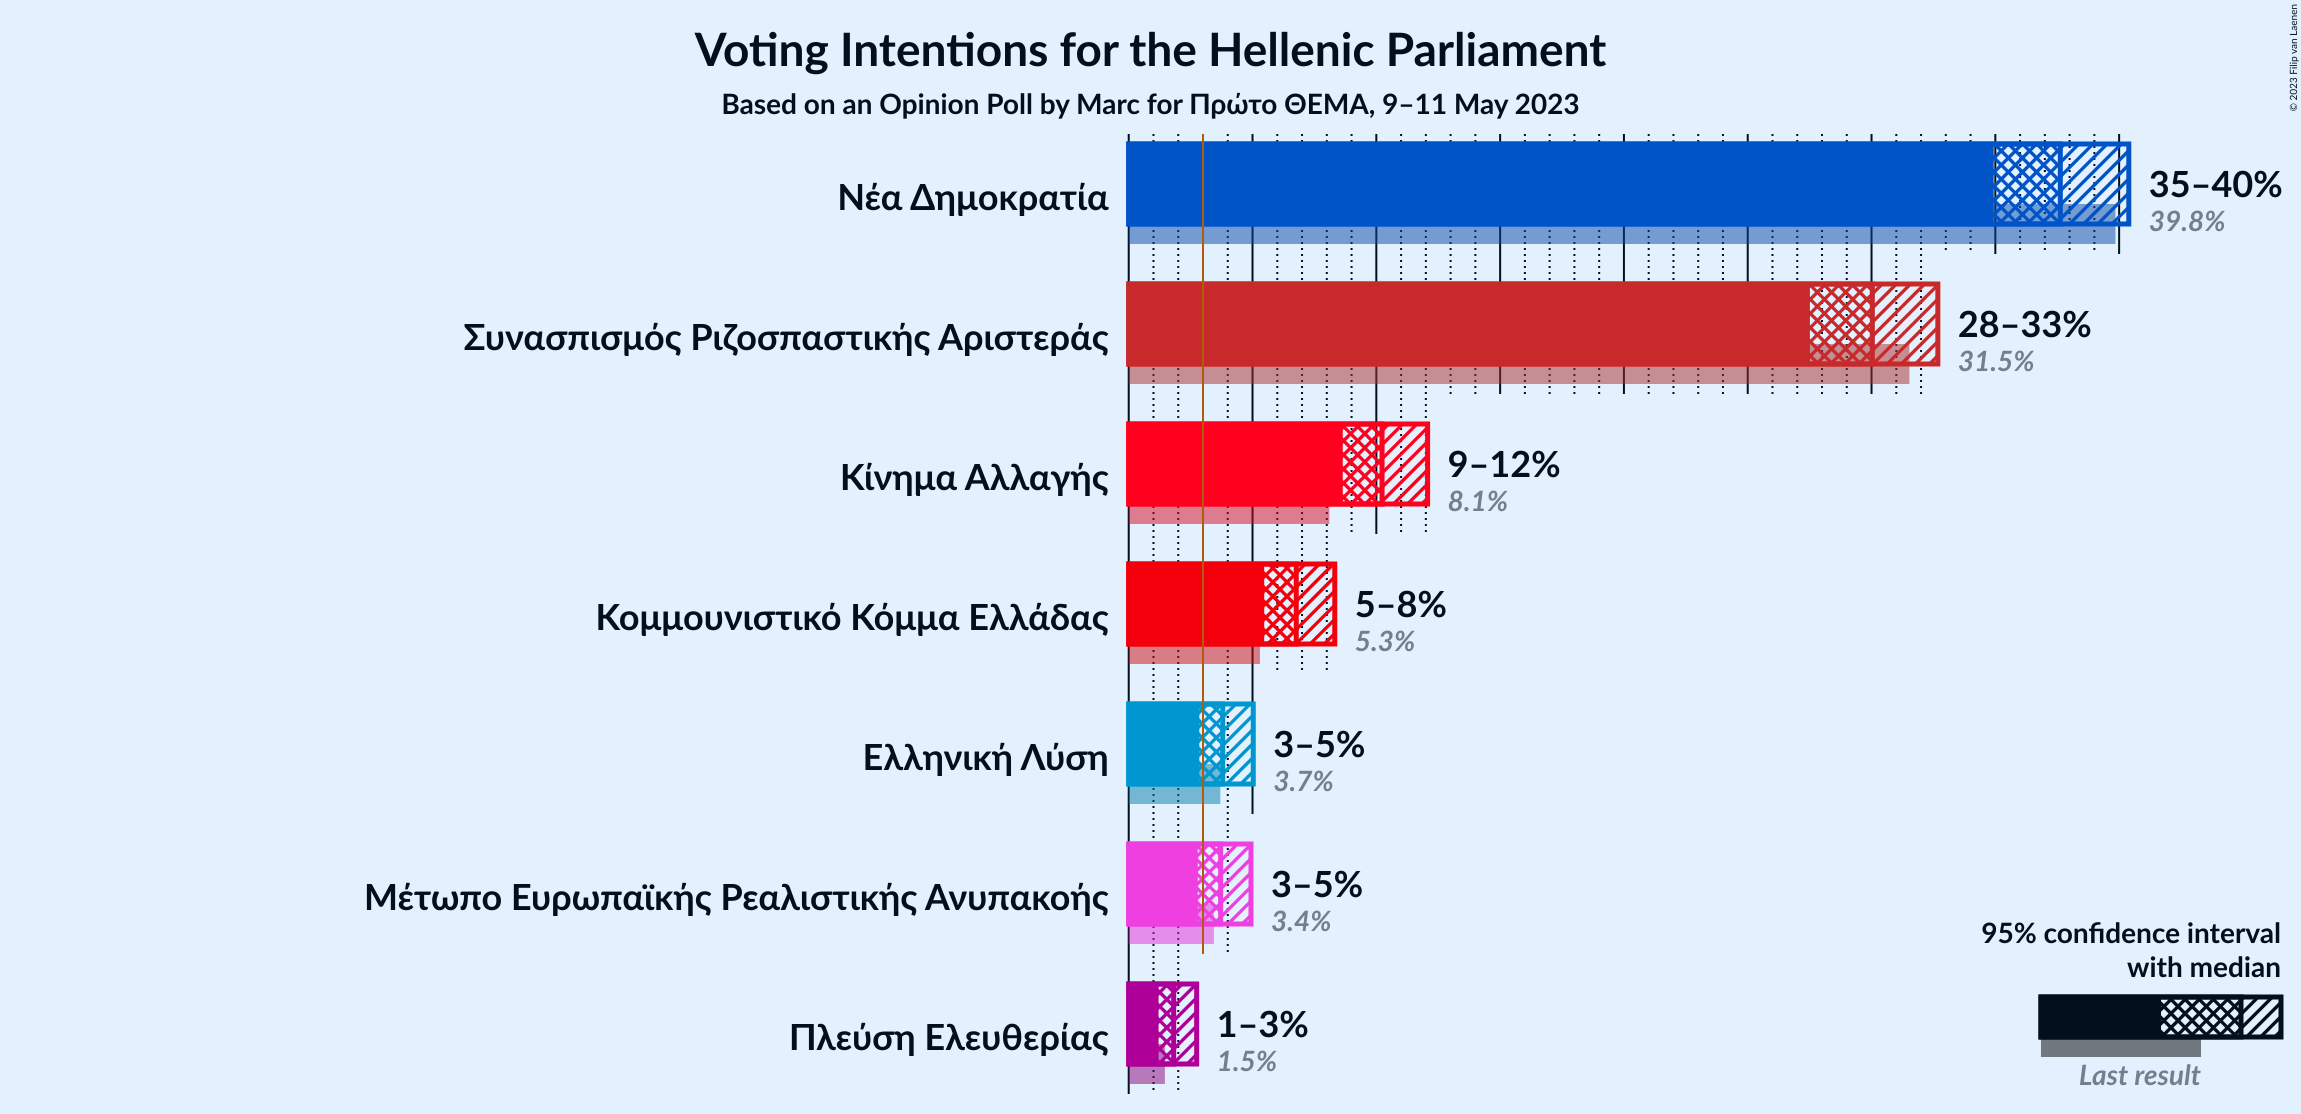 Voting Intentions for the Hellenic Parliament
Based on an Opinion Poll by Marc for Πρώτο ΘΕΜΑ, 9–11 May 2023
© 2023 Filip van Laenen
Νέα Δημοκρατία
35–40%
39.8%
Συνασπισμός Ριζοσπαστικής Αριστεράς
28–33%
31.5%
Κίνημα Αλλαγής
9–12%
8.1%
Κομμουνιστικό Κόμμα Ελλάδας
5–8%
5.3%
Ελληνική Λύση
3–5%
3.7%
Μέτωπο Ευρωπαϊκής Ρεαλιστικής Ανυπακοής
3–5%
3.4%
Πλεύση Ελευθερίας
1–3%
1.5%
95% confidence interval
with median
Last result